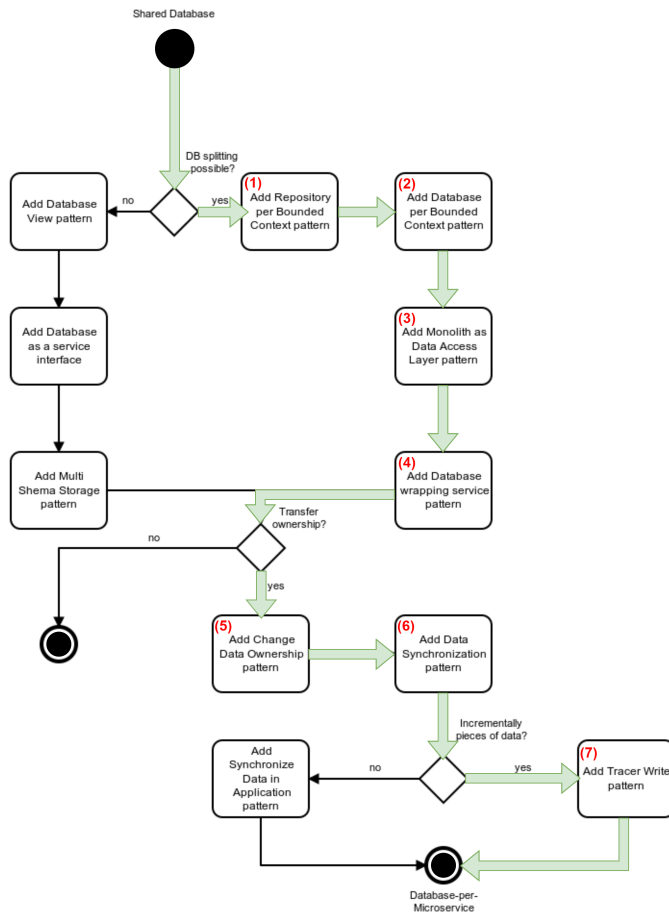 Shared Database
DB splitting
possible?
no
yes
Add Database
View pattern
(1)
Add Repository
per Bounded
Context pattern
(2)
Add Database
per Bounded
Context pattern
Add Database
as a service
interface
(3)
Add Monolith as
Data Access
Layer pattern
Add Multi
Shema Storage
pattern
(4)
Add Database
wrapping service
pattern
Transfer
ownership?
no
yes
(5)
Add Change
Data Ownership
pattern
(6)
Add Data
Synchronization
pattern
Incrementally
pieces of data?
Add
Synchronize
Data in
Application
pattern
no
yes
(7)
Add Tracer Write
pattern
Database-per-
Microservice